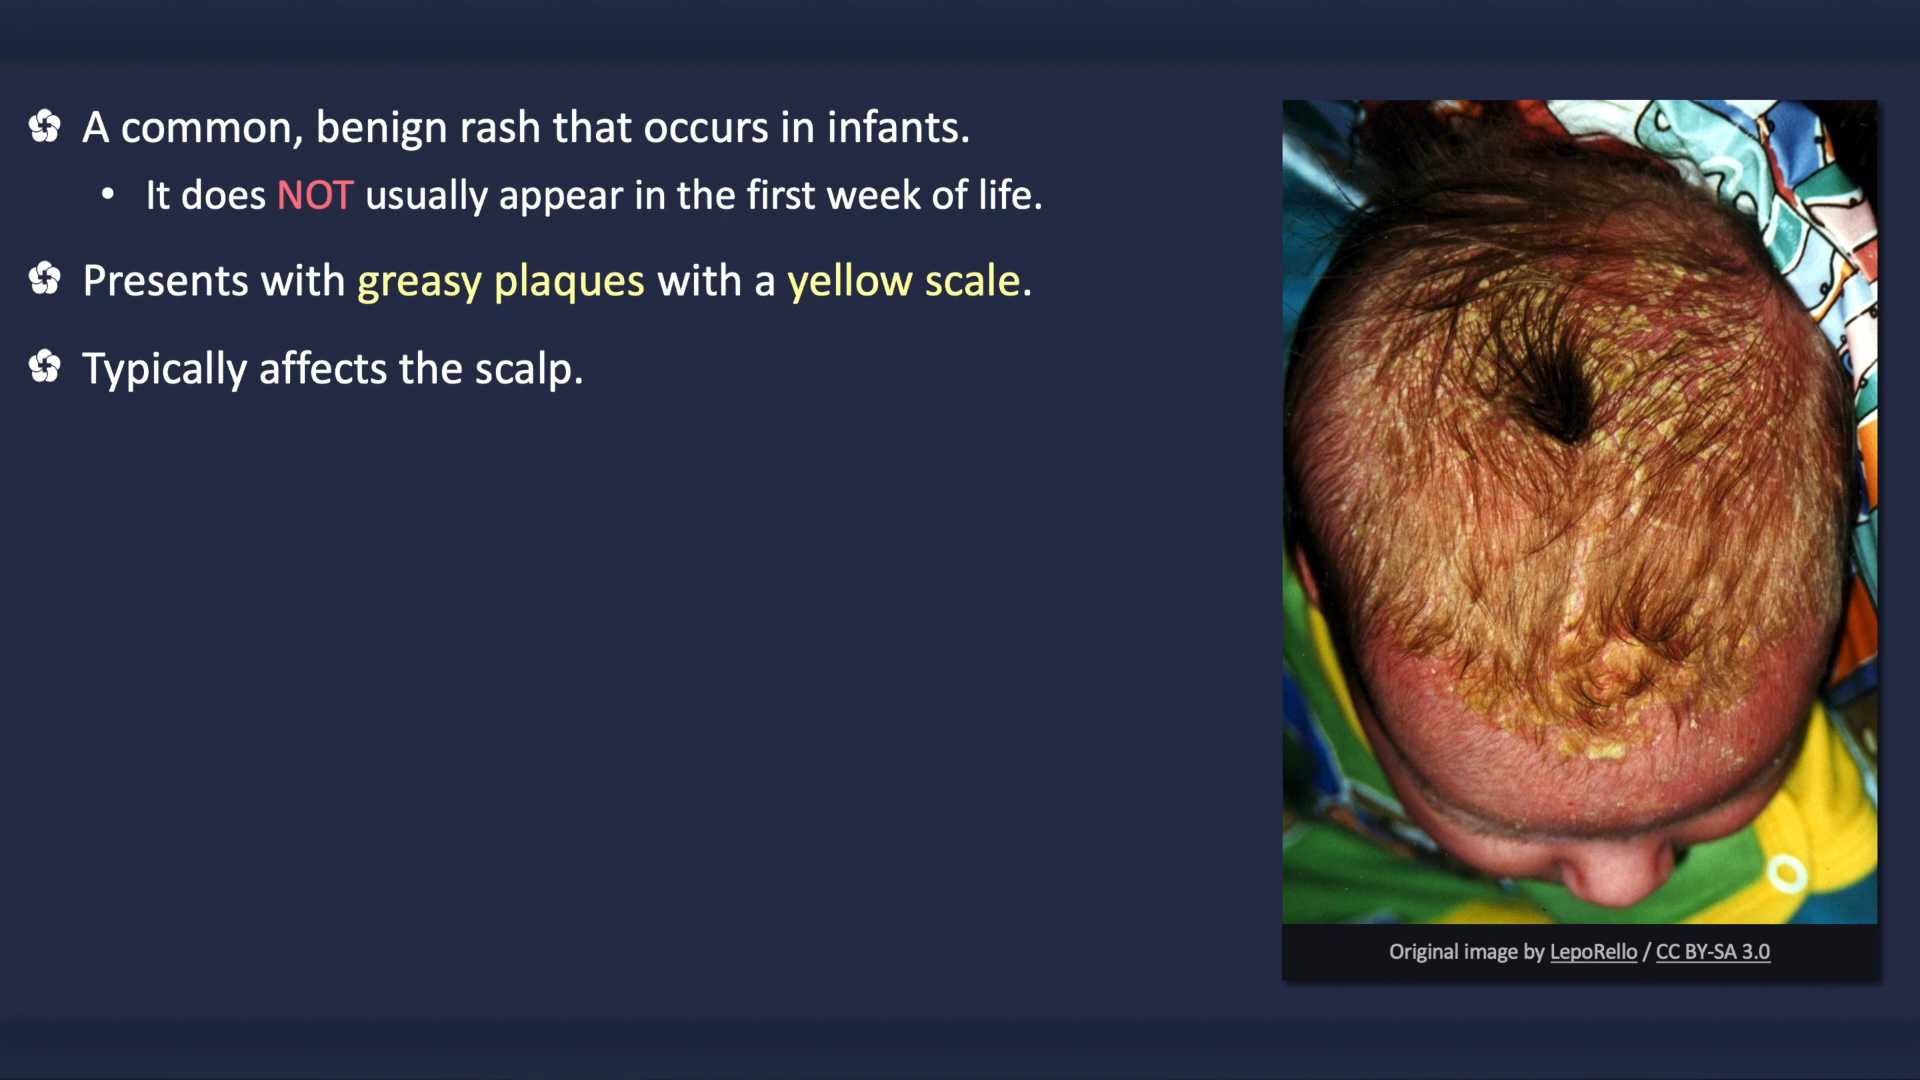 A common, benign rash that occurs in infants.
• It does NOT usually appear in the first week of life.
Presents with greasy plaques with a yellow scale.
Typically affects the scalp.
Original image by LepoRello / CC BY-SA 3.0